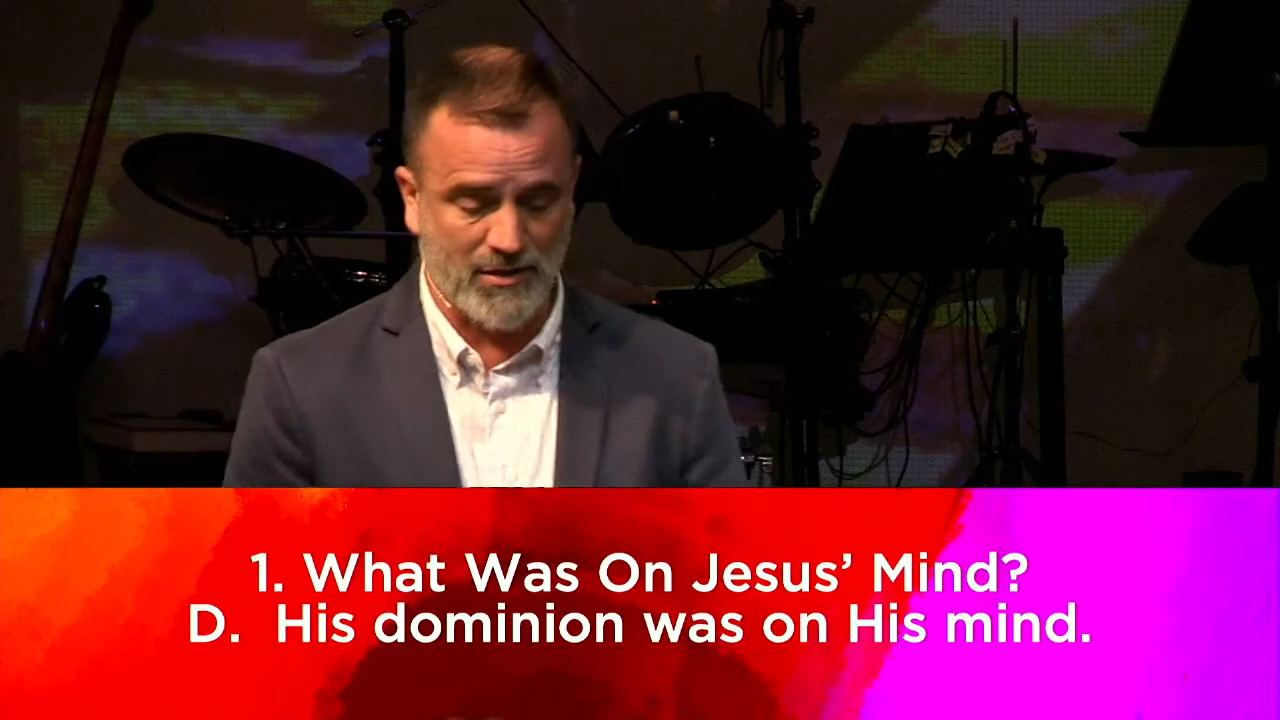 1. What Was On Jesus’ Mind?
D. His dominion was on His mind.